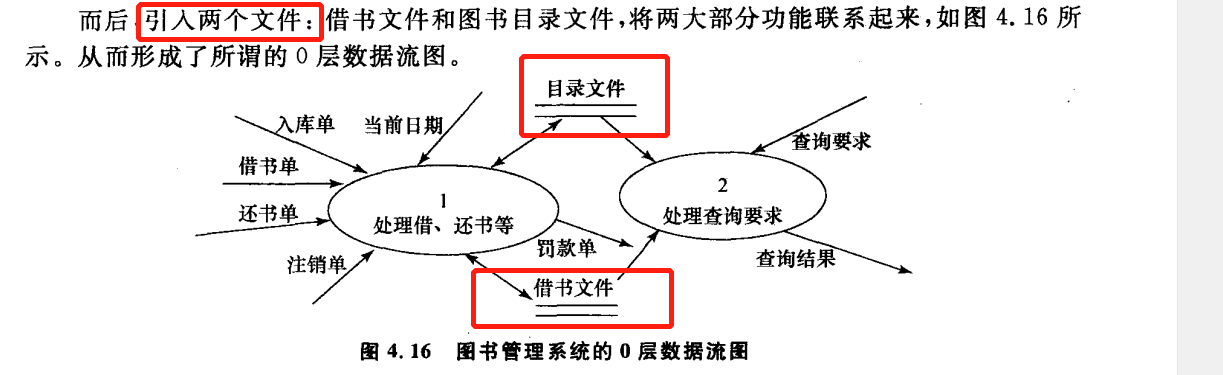 而后,引入两个文件:借书文件和图书目录文件,将两大部分功能联系起来,如图 4.16 所
示。从而形成了所谓的 0 层数据流图。
目录文件
入库单
当前日期
查询要求
借书单
1
处理借、还书等
2
处理查询要求
还书单
罚款单
查询结果
注销单
借书文件
图 4.16 图书管理系统的 0 层数据流图